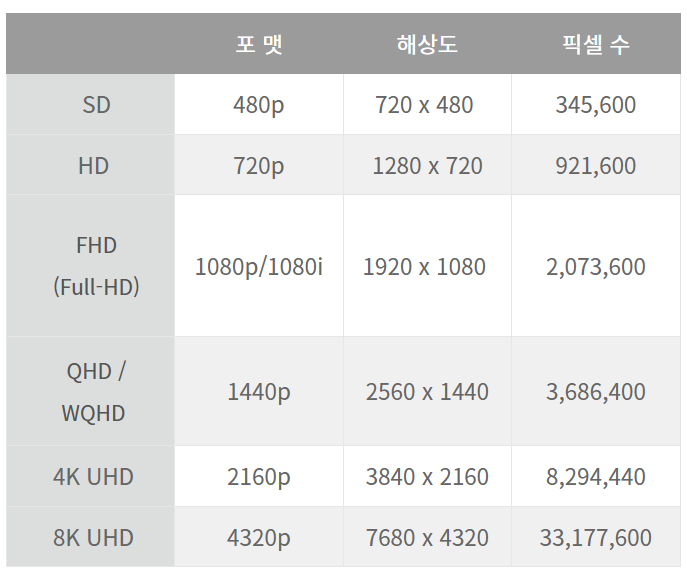 포 맷 해상도 픽셀 수
SD 480p 720 x 480 345,600
HD 720p 1280 x 720 921,600
FHD
(Full-HD) 1080p/1080i 1920 x 1080 2,073,600
QHD /
WQHD 1440p 2560 x 1440 3,686,400
4K UHD 2160p 3840 x 2160 8,294,440
8K UHD 4320p 7680 x 4320 33,177,600